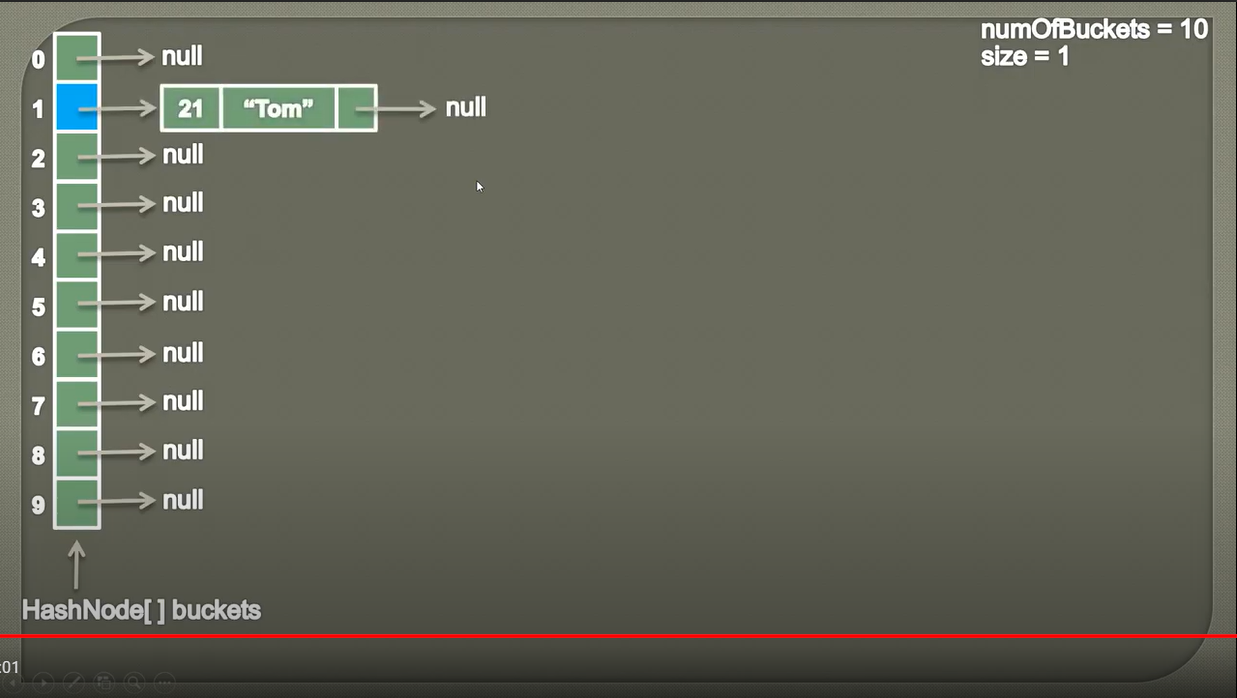 numOfBuckets = 10
size = 1
0 null
1 21 “Tom” null
2 null
3 null
4 null
5 null
6 null
7 null
8 null
9 null
HashNode[ ] buckets
:01